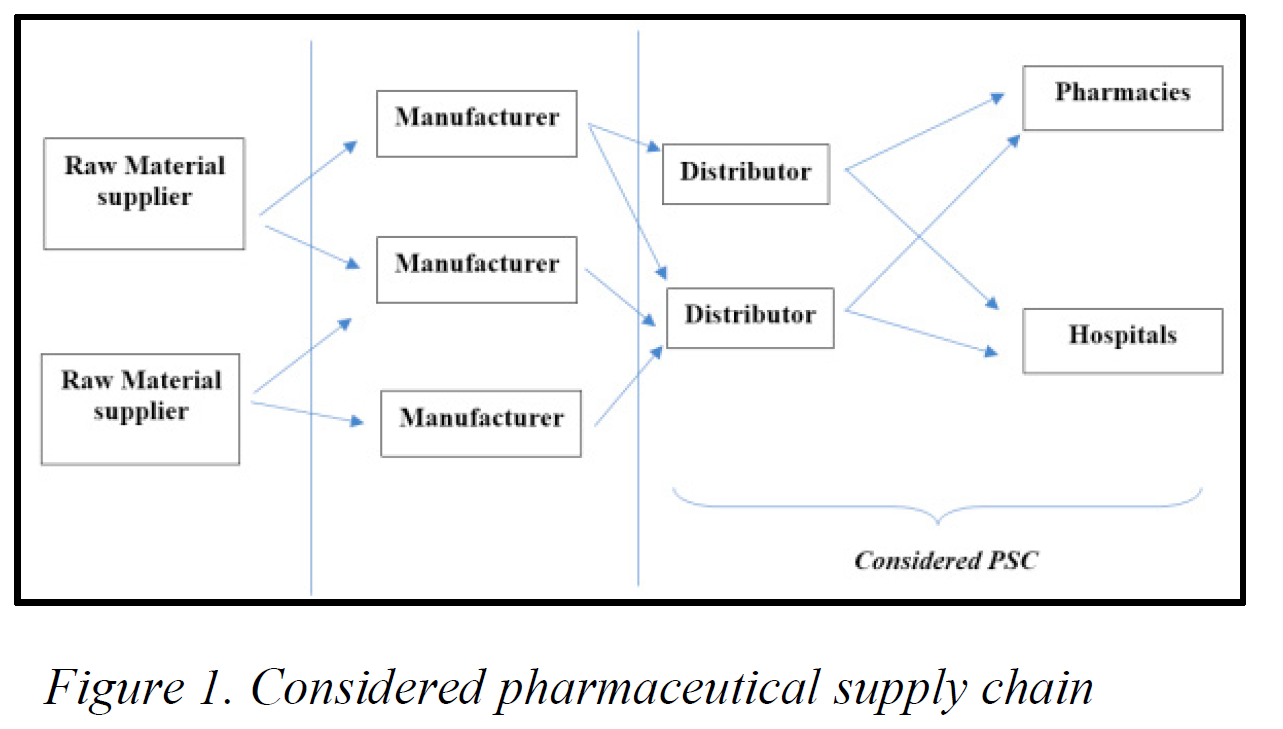 Raw Material
supplier
Raw Material
supplier
Manufacturer
Manufacturer
Manufacturer
Distributor
Distributor
Pharmacies
Hospitals
Considered PSC
Figure 1. Considered pharmaceutical supply chain